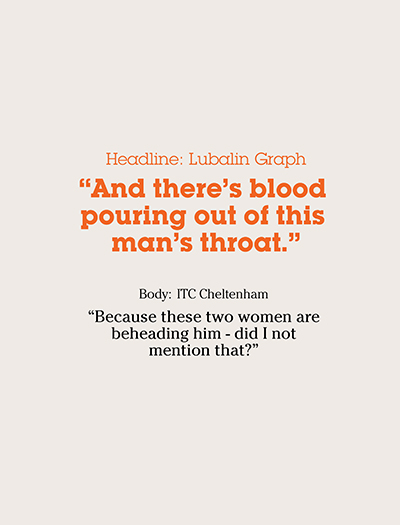 Headline: Lubalin Graph
“And there’s blood
pouring out of this
man’s throat.”
Body: ITC Cheltenham
“Because these two women are
beheading him - did I not
mention that?”